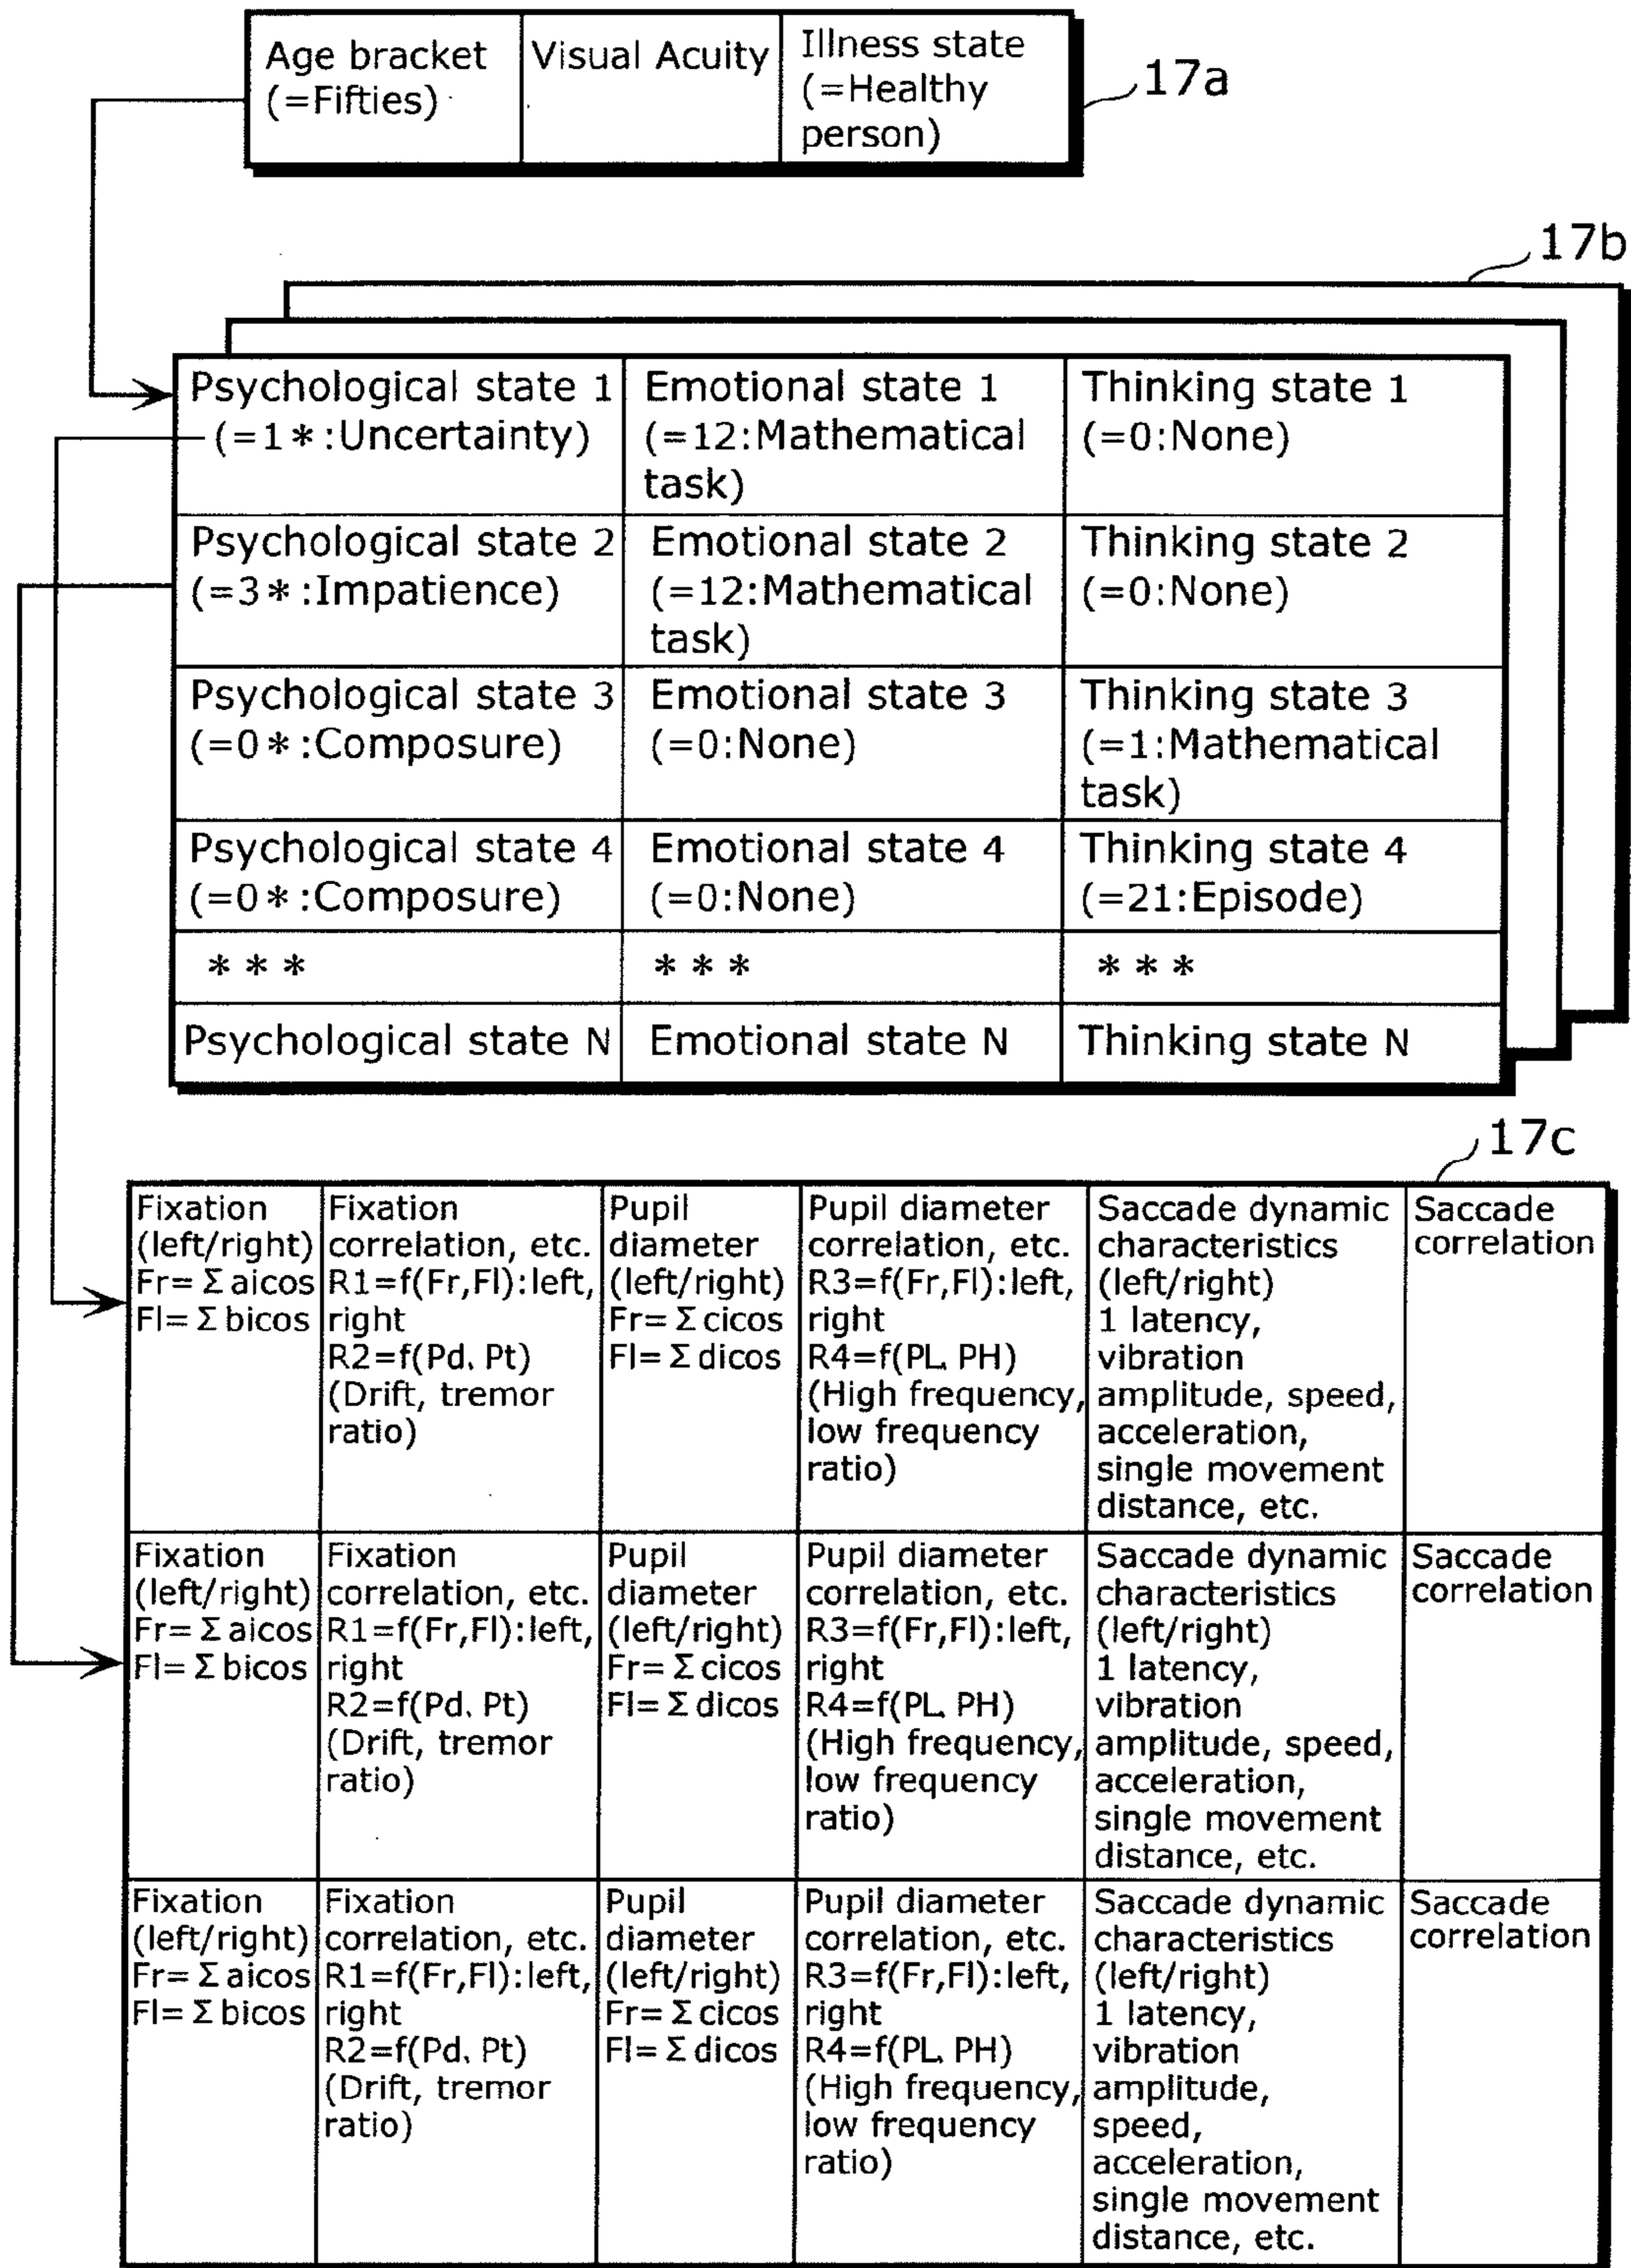 Age bracket
(=Fifties)
Visual Acuity
Illness state
(=Healthy
person)
17a
17b
Psychological state 1
(=1*:Uncertainty)
Emotional state 1
(=12:Mathematical
task)
Thinking state 1
(=0:None)
Psychological state 2
(=3*:Impatience)
Emotional state 2
(=12:Mathematical
task)
Thinking state 2
(=0:None)
Psychological state 3
(=0*:Composure)
Emotional state 3
(=0:None)
Thinking state 3
(=1:Mathematical
task)
Psychological state 4
(=0*:Composure)
Emotional state 4
(=0:None)
Thinking state 4
(=21:Episode)
***
***
***
Psychological state N
Emotional state N
Thinking state N
17c
Fixation
(left/right)
Fr=Σaicos
Fl=Σbicos
Fixation
correlation, etc.
R1=f(Fr,Fl):left,
right
R2=f(Pd, Pt)
(Drift, tremor
ratio)
Pupil
diameter
(left/right)
Fr=Σcicos
Fl=Σdicos
Pupil diameter
correlation, etc.
R3=f(Fr,Fl):left,
right
R4=f(PL, PH)
(High frequency,
low frequency
ratio)
Saccade dynamic
characteristics
(left/right)
1 latency,
vibration
amplitude, speed,
acceleration,
single movement
distance, etc.
Saccade
correlation
Fixation
(left/right)
Fr=Σaicos
Fl=Σbicos
Fixation
correlation, etc.
R1=f(Fr,Fl):left,
right
R2=f(Pd, Pt)
(Drift, tremor
ratio)
Pupil
diameter
(left/right)
Fr=Σcicos
Fl=Σdicos
Pupil diameter
correlation, etc.
R3=f(Fr,Fl):left,
right
R4=f(PL, PH)
(High frequency,
low frequency
ratio)
Saccade dynamic
characteristics
(left/right)
1 latency,
vibration
amplitude, speed,
acceleration,
single movement
distance, etc.
Saccade
correlation
Fixation
(left/right)
Fr=Σaicos
Fl=Σbicos
Fixation
correlation, etc.
R1=f(Fr,Fl):left,
right
R2=f(Pd, Pt)
(Drift, tremor
ratio)
Pupil
diameter
(left/right)
Fr=Σcicos
Fl=Σdicos
Pupil diameter
correlation, etc.
R3=f(Fr,Fl):left,
right
R4=f(PL, PH)
(High frequency,
low frequency
ratio)
Saccade dynamic
characteristics
(left/right)
1 latency,
vibration
amplitude,
speed,
acceleration,
single movement
distance, etc.
Saccade
correlation